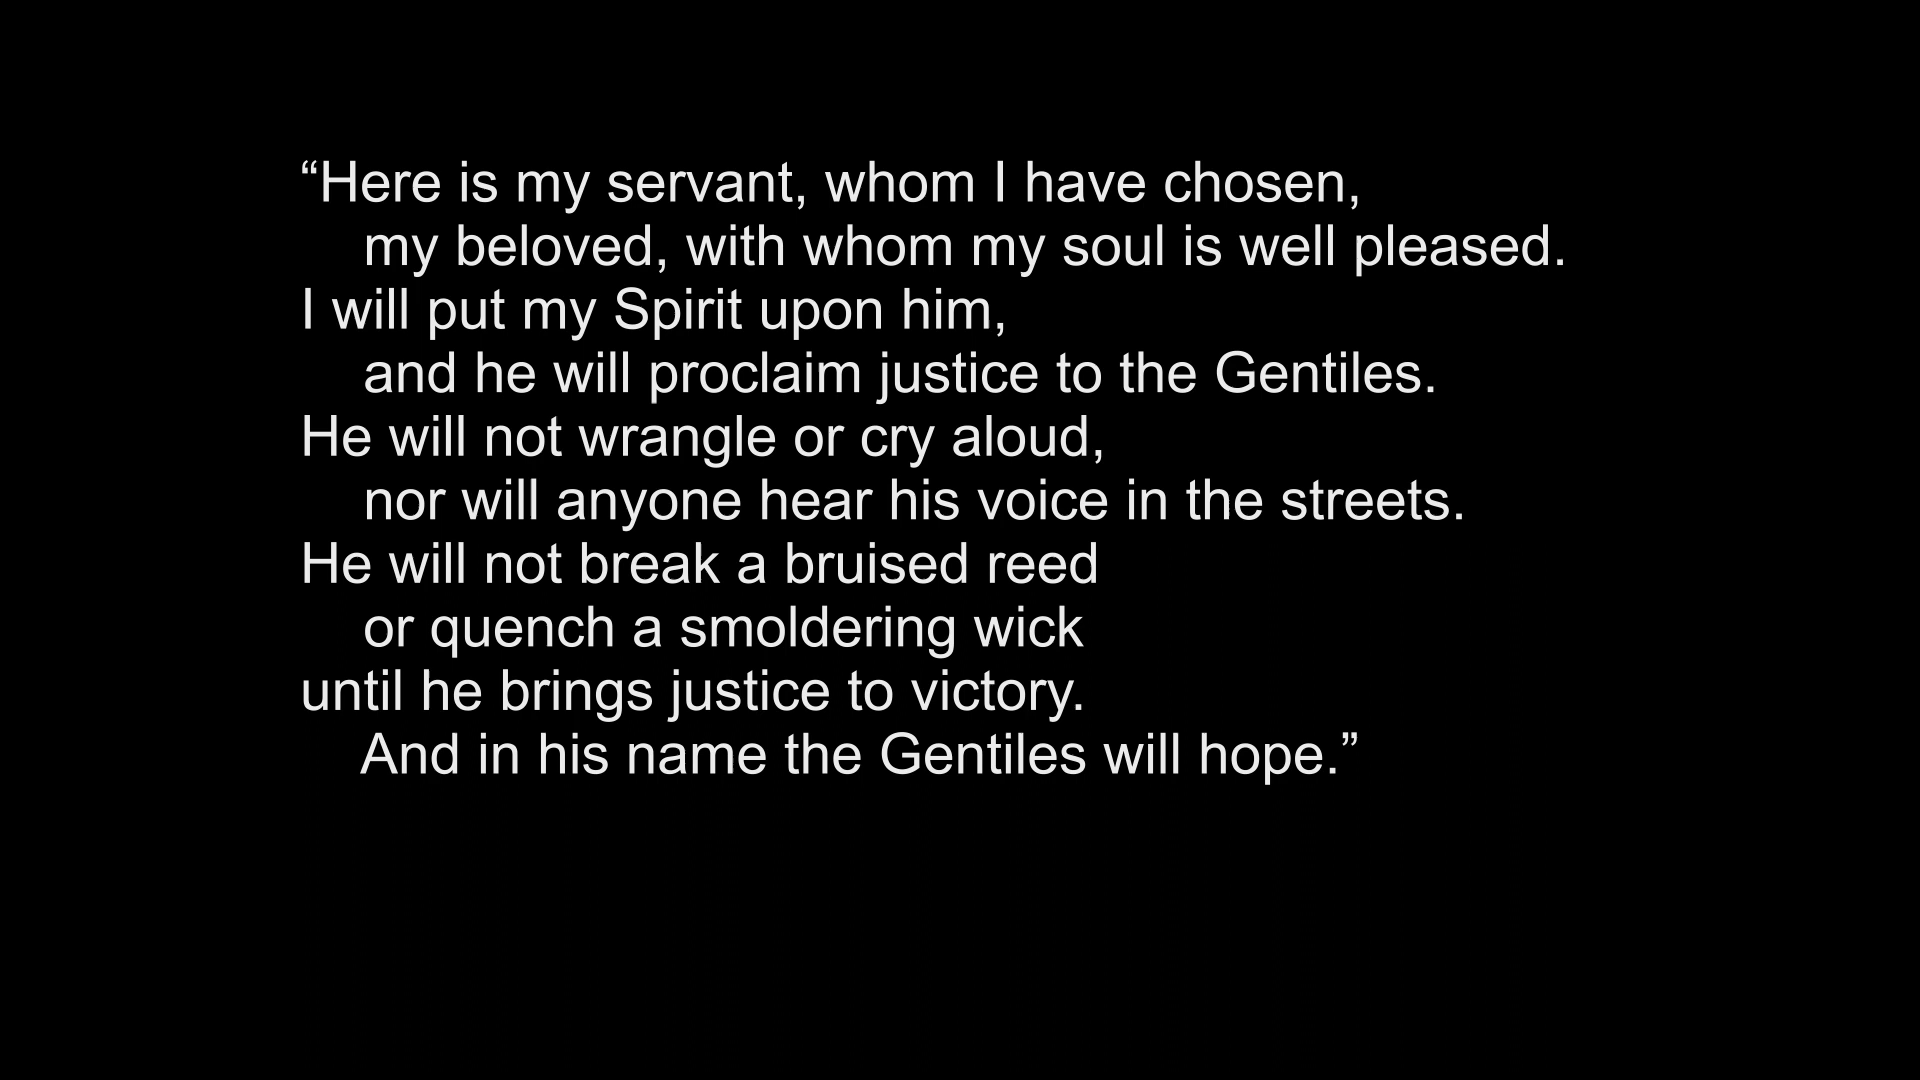 “Here is my servant, whom I have chosen,
my beloved, with whom my soul is well pleased.
I will put my Spirit upon him,
and he will proclaim justice to the Gentiles.
He will not wrangle or cry aloud,
nor will anyone hear his voice in the streets.
He will not break a bruised reed
or quench a smoldering wick
until he brings justice to victory.
And in his name the Gentiles will hope.”